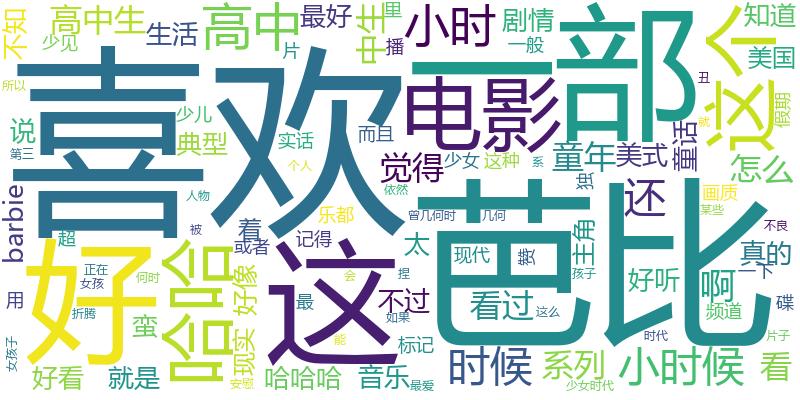 不知
高中生
少见
生活
高中
最好
片
中生
里
播
小时
剧情
一般
一
部
丑
这个
知道
美国
假期
就
所以
喜欢
电影
说
第三
少儿
典型
实话
而且
个人
觉得
少女
这种
系
童年
美式
童话
怎么
依然
独
还
画质
某些
barbie
人物
被
着
或者
乐都
记得
曾几何时
几何
太
现代
赞
主角
孩子
不良
真的
一下
超
好
正在
女孩
何时
哈哈
好像
这
会
最
不过
捏
芭比
看过
这么
好听
啊
频道
碟
用
折腾
蛮
现实
如果
标记
能
时代
片子
女孩子
好看
就是
安慰
哈哈哈
音乐
最爱
时候
系列
少女时代
小时候
看